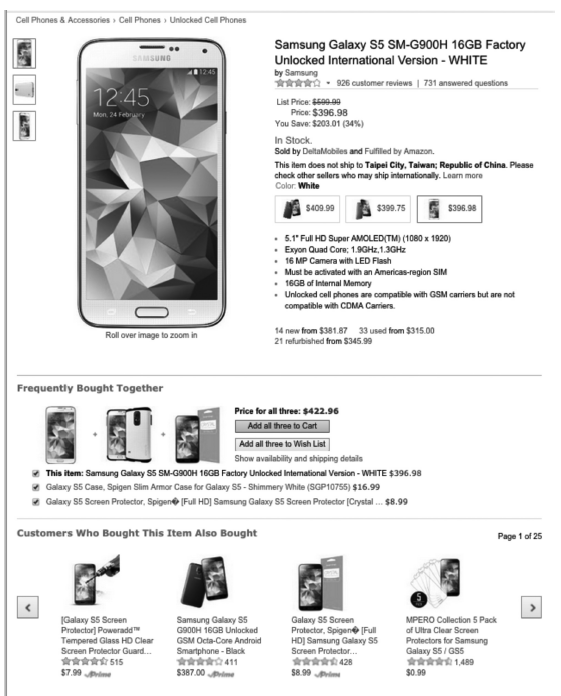 Cell Phones & Accessories › Cell Phones › Unlocked Cell Phones
SAMSUNG
12:45
12:45
Mon, 24 February
Roll over image to zoom in
Samsung Galaxy S5 SM-G900H 16GB Factory
Unlocked International Version - WHITE
by Samsung
926 customer reviews | 731 answered questions
List Price: $599.99
Price: $396.98
You Save: $203.01 (34%)
In Stock.
Sold by DeltaMobiles and Fulfilled by Amazon.
This item does not ship to Taipei City, Taiwan; Republic of China. Please
check other sellers who may ship internationally. Learn more
Color: White
$409.99 $399.75 $396.98
5.1" Full HD Super AMOLED(TM) (1080 x 1920)
Exyon Quad Core; 1.9GHz,1.3GHz
16 MP Camera with LED Flash
Must be activated with an Americas-region SIM
16GB of Internal Memory
Unlocked cell phones are compatible with GSM carriers but are not
compatible with CDMA Carriers.
14 new from $381.87 33 used from $315.00
21 refurbished from $345.99
Frequently Bought Together
+ +
Price for all three: $422.96
Add all three to Cart
Add all three to Wish List
Show availability and shipping details
This item: Samsung Galaxy S5 SM-G900H 16GB Factory Unlocked International Version - WHITE $396.98
Galaxy S5 Case, Spigen Slim Armor Case for Galaxy S5 - Shimmery White (SGP10755) $16.99
Galaxy S5 Screen Protector, Spigen� [Full HD] Samsung Galaxy S5 Screen Protector [Crystal ... $8.99
Customers Who Bought This Item Also Bought
Page 1 of 25
[Galaxy S5 Screen
Protector] Poweradd™
Tempered Glass HD Clear
Screen Protector Guard...
515
$7.99 Prime
Samsung Galaxy S5
G900H 16GB Unlocked
GSM Octa-Core Android
Smartphone - Black
411
$387.00 Prime
Galaxy S5 Screen
Protector, Spigen� [Full
HD] Samsung Galaxy S5
Screen Protector...
428
$8.99 Prime
5
MPERO Collection 5 Pack
of Ultra Clear Screen
Protectors for Samsung
Galaxy S5 / GS5
1,489
$0.99